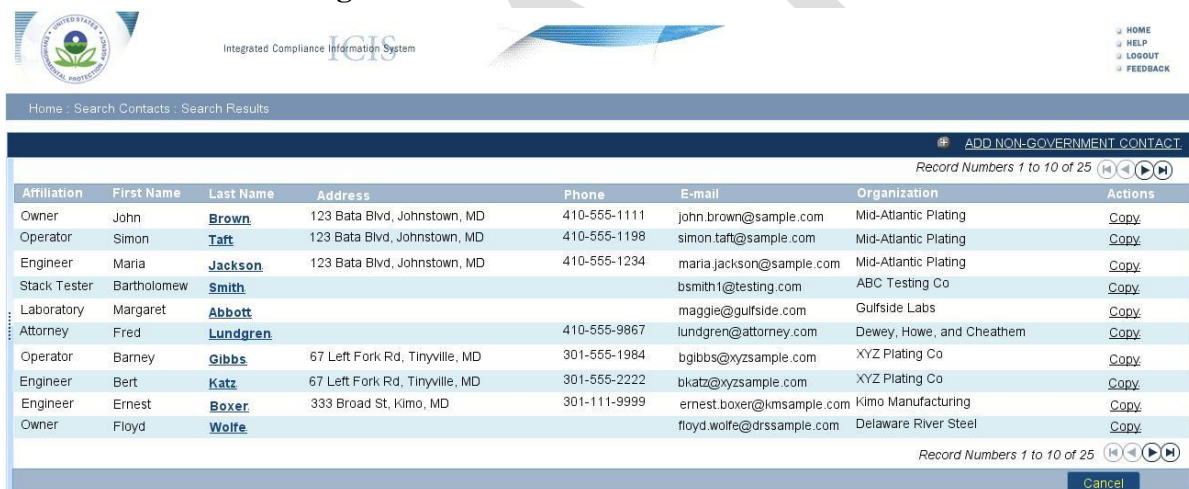 UNITED STATES
ENVIRONMENTAL PROTECTION AGENCY
Integrated Compliance Information System
ICIS
HOME
HELP
LOGOUT
FEEDBACK
Home : Search Contacts : Search Results
ADD NON-GOVERNMENT CONTACT
Record Numbers 1 to 10 of 25
Affiliation First Name Last Name Address Phone E-mail Organization Actions
Owner John Brown 123 Bata Blvd, Johnstown, MD 410-555-1111 john.brown@sample.com Mid-Atlantic Plating Copy
Operator Simon Taft 123 Bata Blvd, Johnstown, MD 410-555-1198 simon.taft@sample.com Mid-Atlantic Plating Copy
Engineer Maria Jackson 123 Bata Blvd, Johnstown, MD 410-555-1234 maria.jackson@sample.com Mid-Atlantic Plating Copy
Stack Tester Bartholomew Smith bsmith1@testing.com ABC Testing Co Copy
Laboratory Margaret Abbott maggie@gulfside.com Gulfside Labs Copy
Attorney Fred Lundgren 410-555-9867 lundgren@attorney.com Dewey, Howe, and Cheathem Copy
Operator Barney Gibbs 67 Left Fork Rd, Tinyville, MD 301-555-1984 bgibbs@xyzsample.com XYZ Plating Co Copy
Engineer Bert Katz 67 Left Fork Rd, Tinyville, MD 301-555-2222 bkatz@xyzsample.com XYZ Plating Co Copy
Engineer Ernest Boxer 333 Broad St, Kimo, MD 301-111-9999 ernest.boxer@kmsample.com Kimo Manufacturing Copy
Owner Floyd Wolfe floyd.wolfe@drssample.com Delaware River Steel Copy
Record Numbers 1 to 10 of 25
Cancel